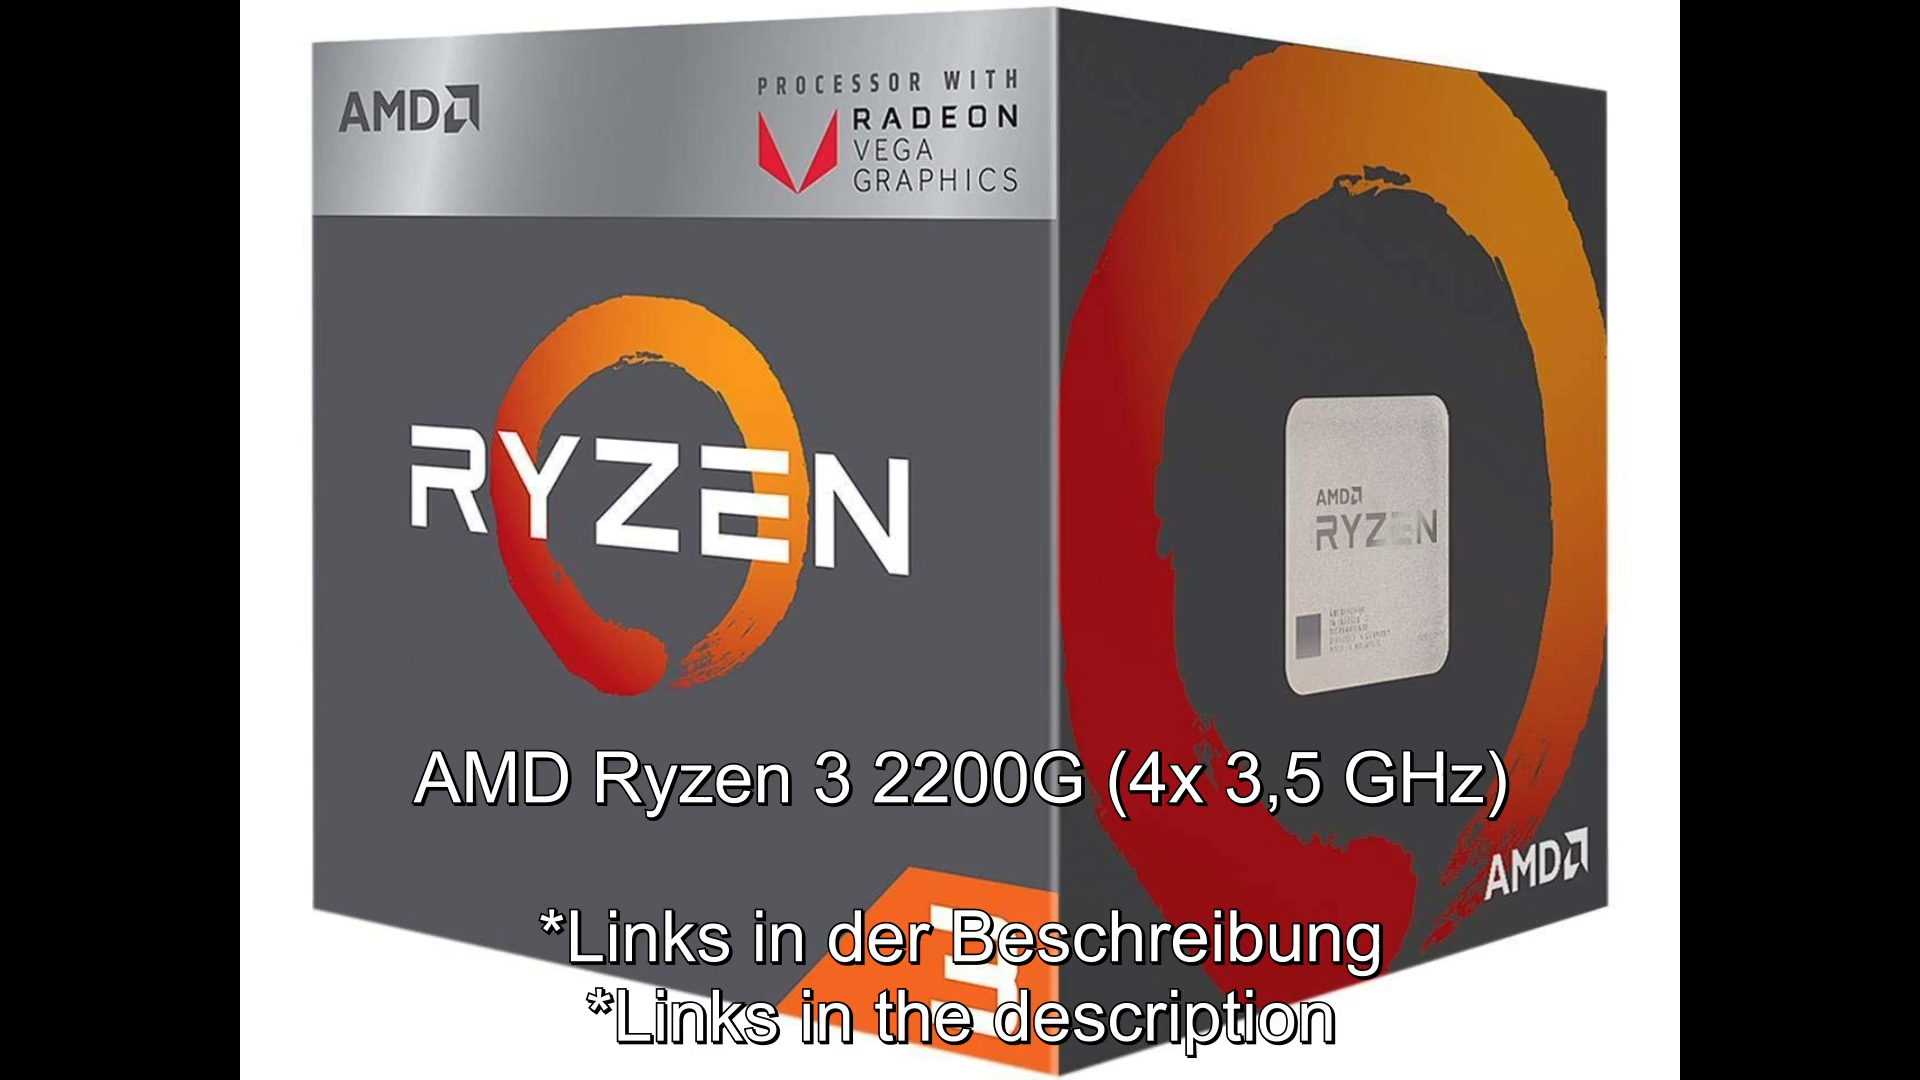 AMD
PROCESSOR WITH
RADEON
VEGA
GRAPHICS
RYZEN
AMD
RYZEN
AMD Ryzen 3 2200G (4x 3,5 GHz)
AMD
3
*Links in der Beschreibung
*Links in the description